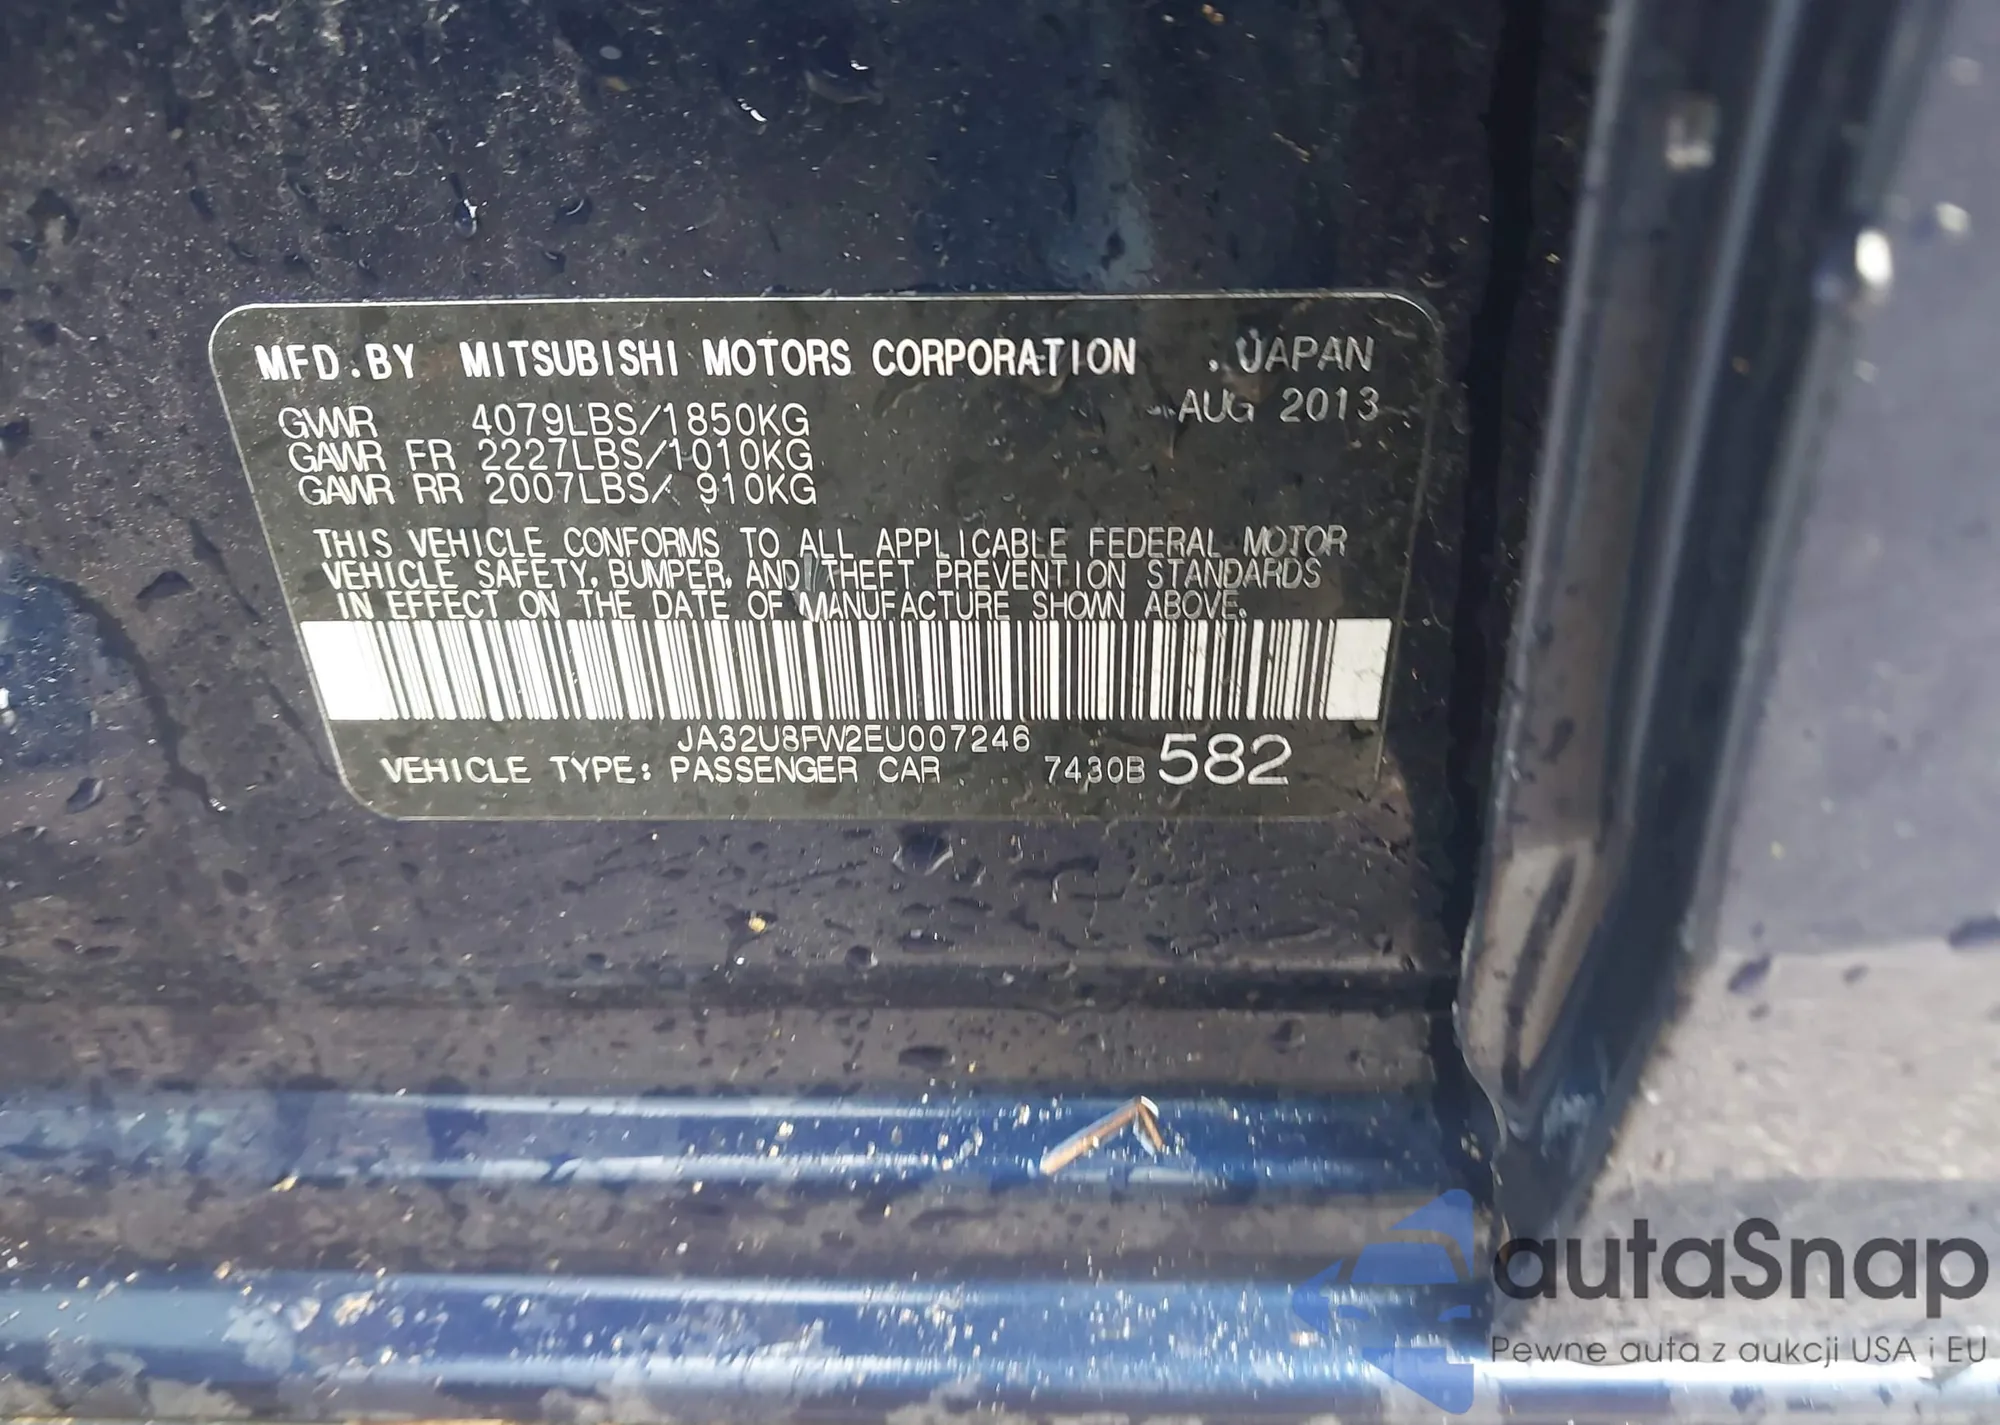 MFD.BY MITSUBISHI MOTORS CORPORATION . JAPAN
AUG 2013
GVWR 4079LBS/1850KG
GAWR FR 2227LBS/1010KG
GAWR RR 2007LBS/ 910KG
THIS VEHICLE CONFORMS TO ALL APPLICABLE FEDERAL MOTOR
VEHICLE SAFETY, BUMPER, AND THEFT PREVENTION STANDARDS
IN EFFECT ON THE DATE OF MANUFACTURE SHOWN ABOVE.
JA32U8FW2EU007246
VEHICLE TYPE: PASSENGER CAR 7430B 582
autaSnap
Pewne auta z aukcji USA i EU